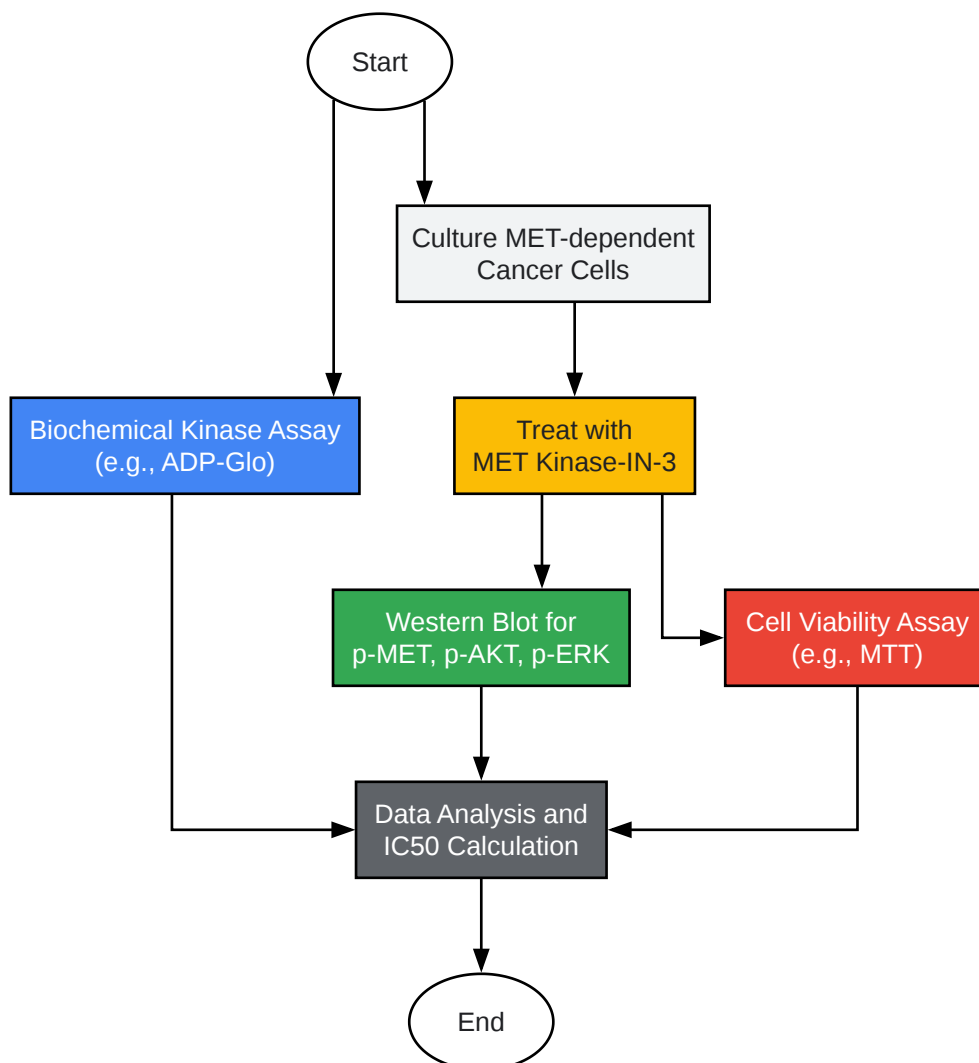 Start
Culture MET-dependent
Cancer Cells
Biochemical Kinase Assay
(e.g., ADP-Glo)
Treat with
MET Kinase-IN-3
Western Blot for
p-MET, p-AKT, p-ERK
Cell Viability Assay
(e.g., MTT)
Data Analysis and
IC50 Calculation
End